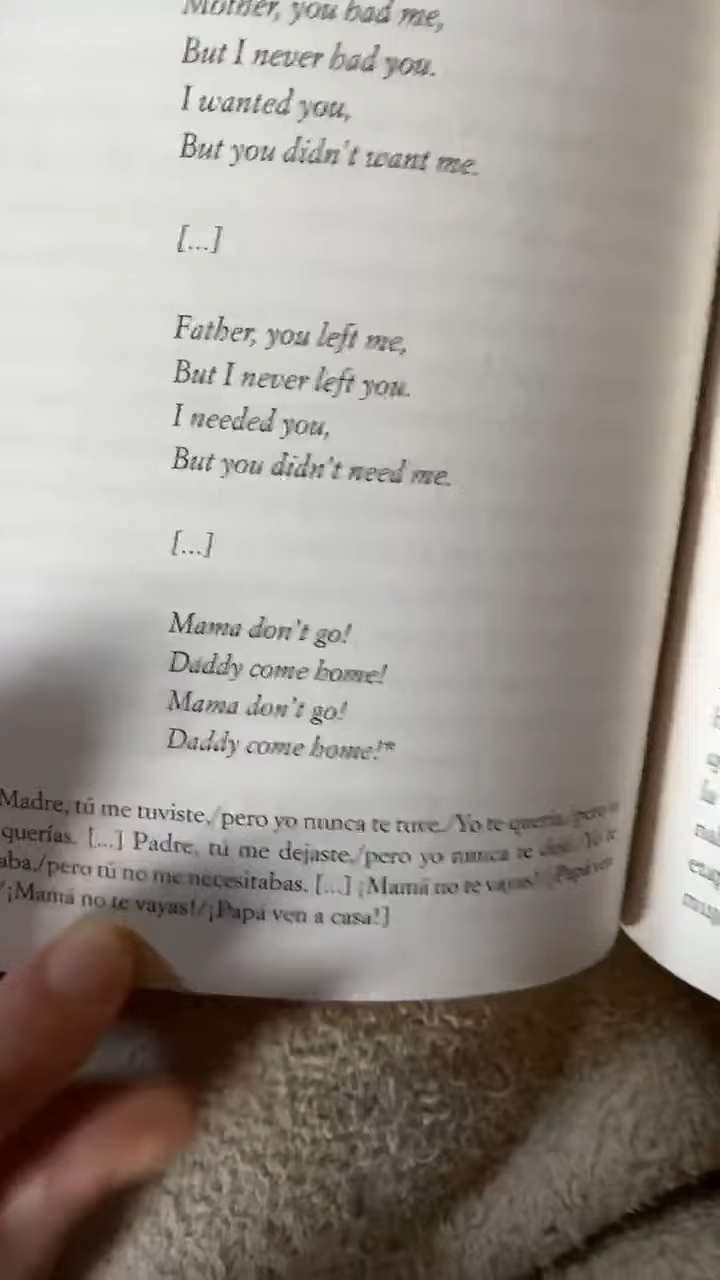 Mother, you had me,
But I never had you.
I wanted you,
But you didn't want me.
[...]
Father, you left me,
But I never left you.
I needed you,
But you didn't need me.
[...]
Mama don't go!
Daddy come home!
Mama don't go!
Daddy come home!*
Madre, tú me tuviste,/pero yo nunca te tuve./Yo te quería,/pero
querías. [...] Padre, tú me dejaste,/pero yo nunca te dejé. Yo te
aba,/pero tú no me necesitabas. [...] ¡Mamá no te vayas!/¡Papá ven
/¡Mamá no te vayas!/¡Papá ven a casa!]
la